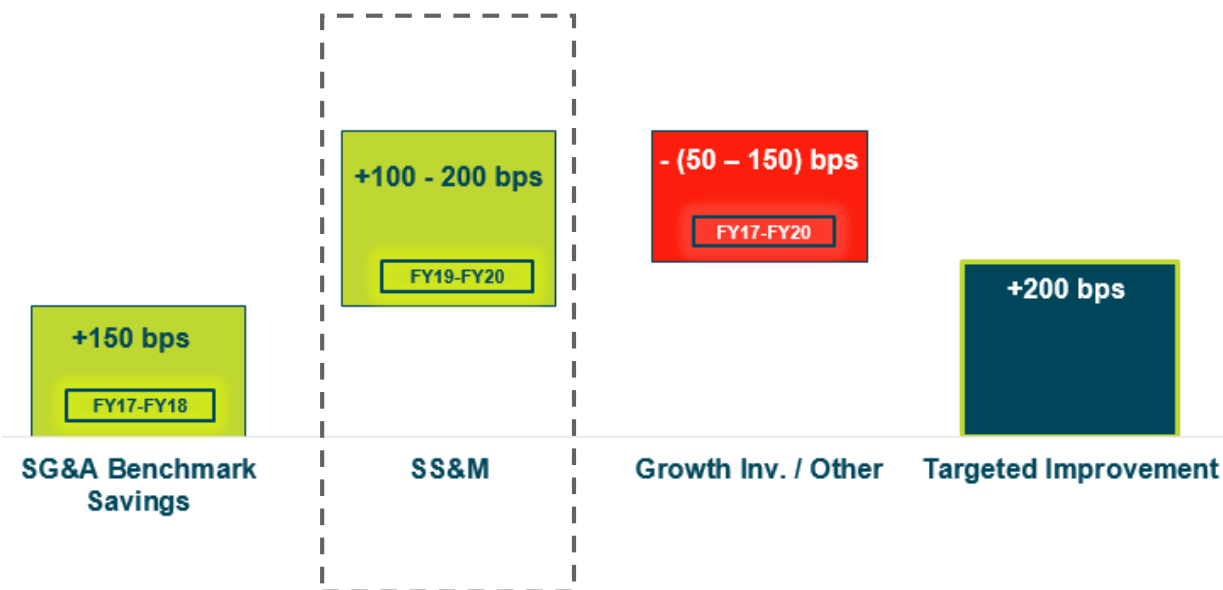 +100 - 200 bps
- (50 – 150) bps
FY17-FY20
FY19-FY20
+200 bps
+150 bps
FY17-FY18
SG&A Benchmark
Savings
SS&M
Growth Inv. / Other
Targeted Improvement